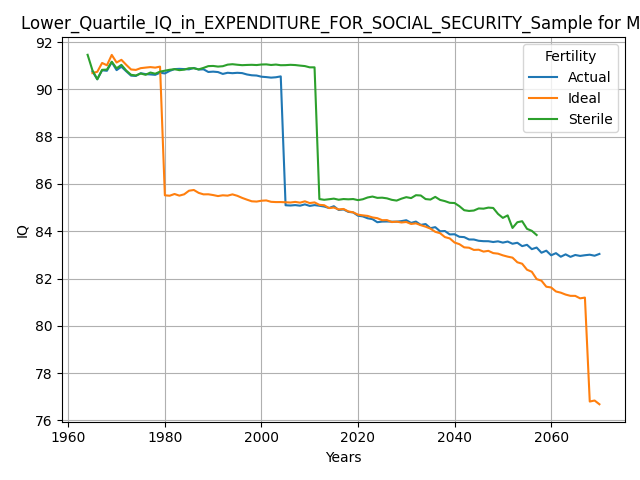 Lower_Quartile_IQ_in_EXPENDITURE_FOR_SOCIAL_SECURITY_Sample for M
92
90
88
86
84
82
80
78
76
IQ
Fertility
Actual
Ideal
Sterile
1960 1980 2000 2020 2040 2060
Years